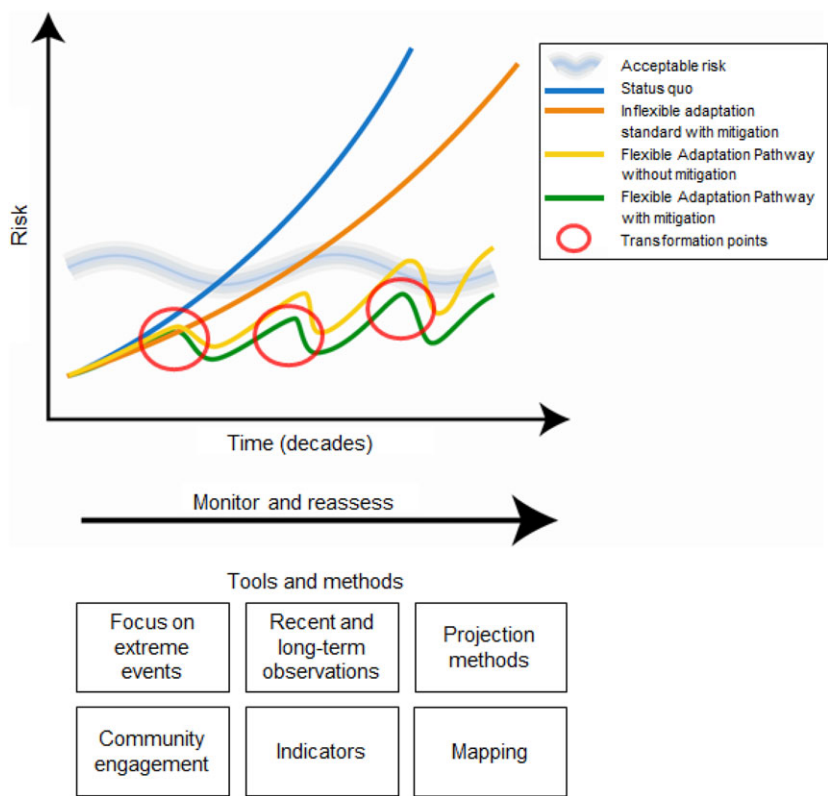 Risk
Acceptable risk
Status quo
Inflexible adaptation
standard with mitigation
Flexible Adaptation Pathway
without mitigation
Flexible Adaptation Pathway
with mitigation
Transformation points
Time (decades)
Monitor and reassess
Tools and methods
Focus on
extreme
events
Recent and
long-term
observations
Projection
methods
Community
engagement
Indicators
Mapping